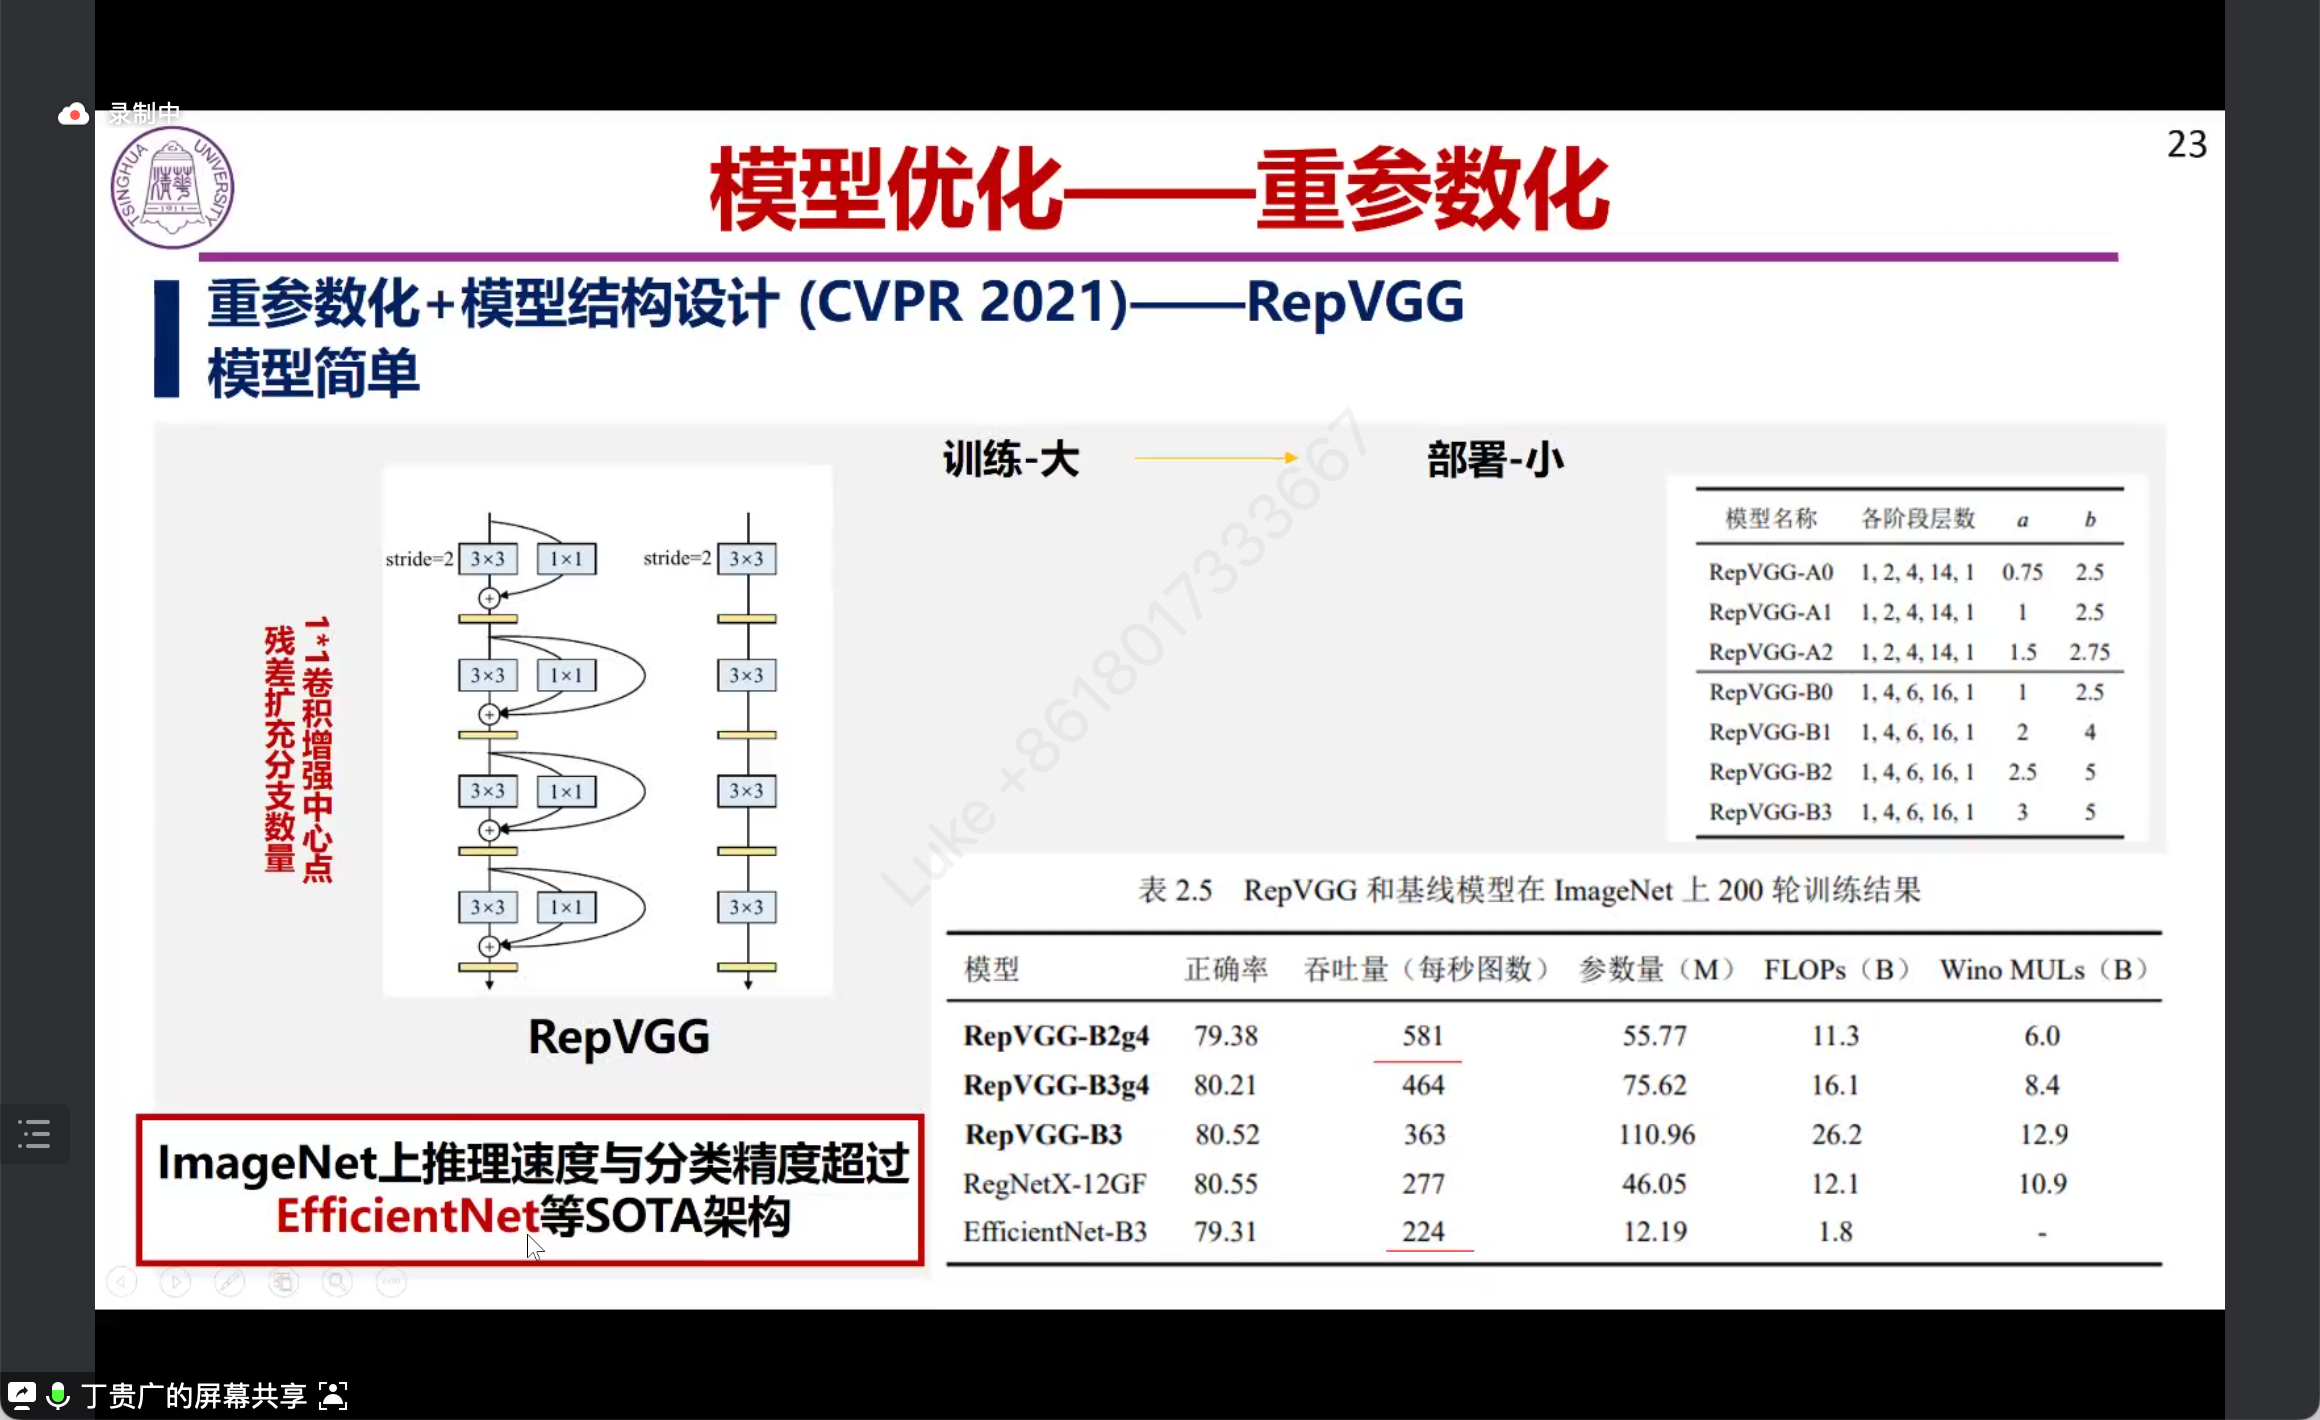 录制中
TSINGHUA UNIVERSITY
1911
23
模型优化——重参数化
重参数化+模型结构设计 (CVPR 2021)——RepVGG
模型简单
训练-大
部署-小
1*1卷积增强中心点
残差扩充分支数量
stride=2 3×3 1×1 stride=2 3×3
3×3 1×1 3×3
3×3 1×1 3×3
3×3 1×1 3×3
RepVGG
模型名称 各阶段层数 a b
RepVGG-A0 1, 2, 4, 14, 1 0.75 2.5
RepVGG-A1 1, 2, 4, 14, 1 1 2.5
RepVGG-A2 1, 2, 4, 14, 1 1.5 2.75
RepVGG-B0 1, 4, 6, 16, 1 1 2.5
RepVGG-B1 1, 4, 6, 16, 1 2 4
RepVGG-B2 1, 4, 6, 16, 1 2.5 5
RepVGG-B3 1, 4, 6, 16, 1 3 5
Luke +8618017333667
表 2.5 RepVGG 和基线模型在 ImageNet 上 200 轮训练结果
模型 正确率 吞吐量（每秒图数） 参数量（M） FLOPs（B） Wino MULs（B）
RepVGG-B2g4 79.38 581 55.77 11.3 6.0
RepVGG-B3g4 80.21 464 75.62 16.1 8.4
RepVGG-B3 80.52 363 110.96 26.2 12.9
RegNetX-12GF 80.55 277 46.05 12.1 10.9
EfficientNet-B3 79.31 224 12.19 1.8 -
ImageNet上推理速度与分类精度超过
EfficientNet等SOTA架构
丁贵广的屏幕共享